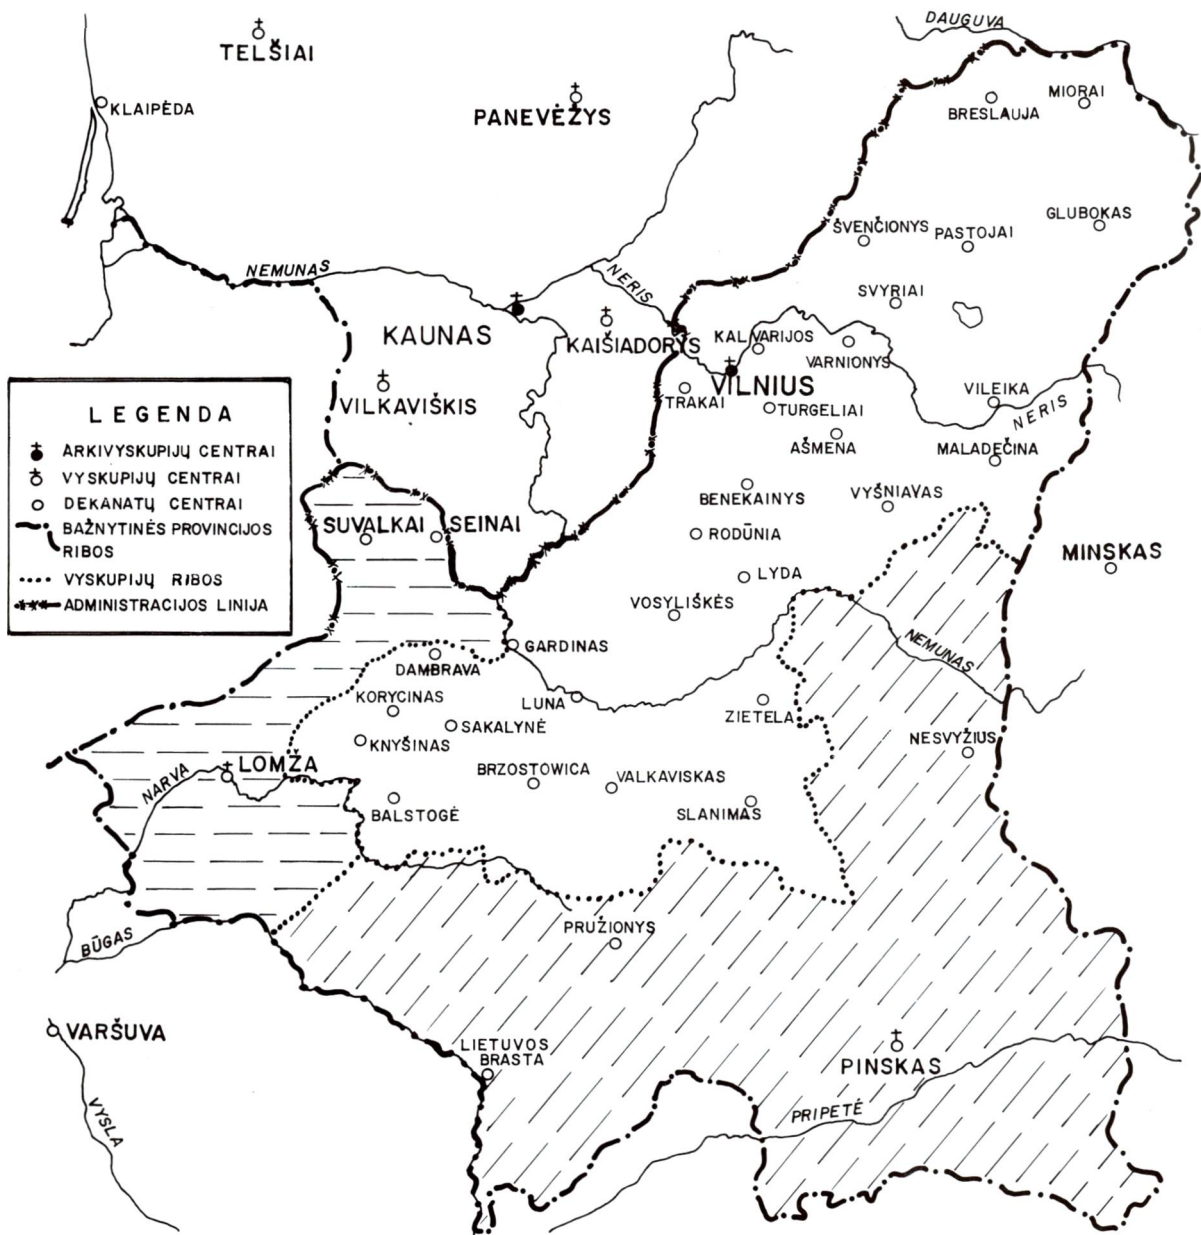 DAUGUVA
TELŠIAI
KLAIPĖDA
PANEVĖŽYS
BRESLAUJA
MIORAI
ŠVENČIONYS
PASTOJAI
GLUBOKAS
NEMUNAS
NERIS
SVYRIAI
KAUNAS
KAIŠIADORYS
KALVARIJOS
VARNIONYS
VILNIUS
VILKAVIŠKIS
TRAKAI
TURGELIAI
VILEIKA
NERIS
AŠMENA
MALADEČINA
LEGENDA
ARKIVYSKUPIJŲ CENTRAI
VYSKUPIJŲ CENTRAI
DEKANATŲ CENTRAI
BAŽNYTINĖS PROVINCIJOS
RIBOS
VYSKUPIJŲ RIBOS
ADMINISTRACIJOS LINIJA
BENEKAINYS
VYŠNIAVAS
SUVALKAI
SEINAI
RODŪNIA
MINSKAS
LYDA
VOSYLIŠKĖS
GARDINAS
NEMUNAS
DAMBRAVA
KORYCINAS
LUNA
ZIETELA
SAKALYNĖ
KNYŠINAS
NESVYŽIUS
LOMŽA
NARVA
BRZOSTOWICA
VALKAVISKAS
BALSTOGĖ
SLANIMAS
PRUŽIONYS
BŪGAS
VARŠUVA
LIETUVOS
BRASTA
PINSKAS
VYSLA
PRIPETĖ